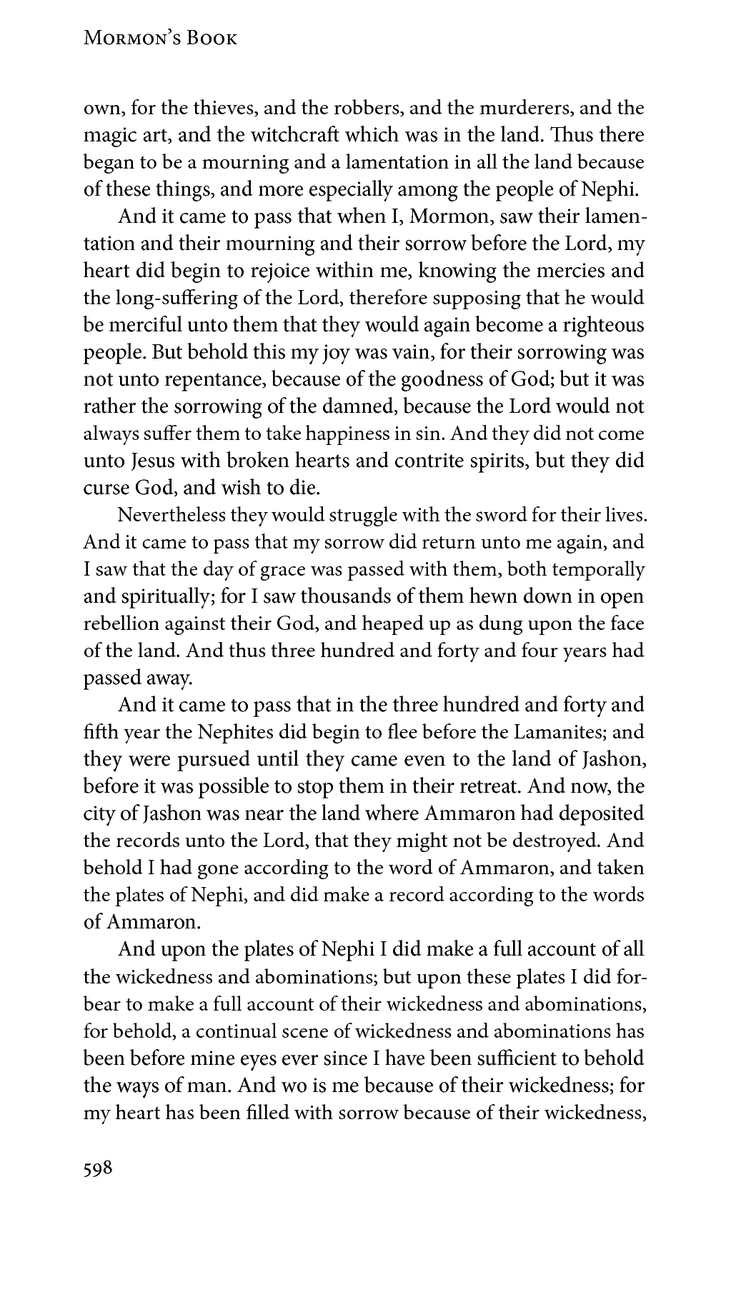 Mormon’s Book
own, for the thieves, and the robbers, and the murderers, and the
magic art, and the witchcraft which was in the land. Thus there
began to be a mourning and a lamentation in all the land because
of these things, and more especially among the people of Nephi.
And it came to pass that when I, Mormon, saw their lamen-
tation and their mourning and their sorrow before the Lord, my
heart did begin to rejoice within me, knowing the mercies and
the long-suffering of the Lord, therefore supposing that he would
be merciful unto them that they would again become a righteous
people. But behold this my joy was vain, for their sorrowing was
not unto repentance, because of the goodness of God; but it was
rather the sorrowing of the damned, because the Lord would not
always suffer them to take happiness in sin. And they did not come
unto Jesus with broken hearts and contrite spirits, but they did
curse God, and wish to die.
Nevertheless they would struggle with the sword for their lives.
And it came to pass that my sorrow did return unto me again, and
I saw that the day of grace was passed with them, both temporally
and spiritually; for I saw thousands of them hewn down in open
rebellion against their God, and heaped up as dung upon the face
of the land. And thus three hundred and forty and four years had
passed away.
And it came to pass that in the three hundred and forty and
fifth year the Nephites did begin to flee before the Lamanites; and
they were pursued until they came even to the land of Jashon,
before it was possible to stop them in their retreat. And now, the
city of Jashon was near the land where Ammaron had deposited
the records unto the Lord, that they might not be destroyed. And
behold I had gone according to the word of Ammaron, and taken
the plates of Nephi, and did make a record according to the words
of Ammaron.
And upon the plates of Nephi I did make a full account of all
the wickedness and abominations; but upon these plates I did for-
bear to make a full account of their wickedness and abominations,
for behold, a continual scene of wickedness and abominations has
been before mine eyes ever since I have been sufficient to behold
the ways of man. And wo is me because of their wickedness; for
my heart has been filled with sorrow because of their wickedness,
598